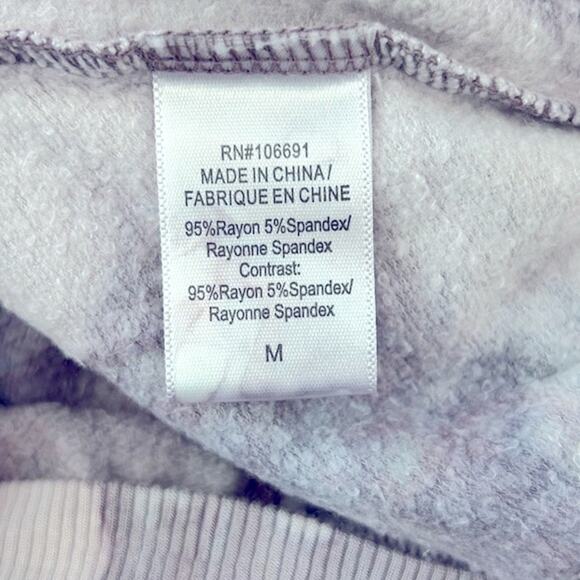 RN#106691
MADE IN CHINA/
FABRIQUE EN CHINE
95%Rayon 5%Spandex/
Rayonne Spandex
Contrast:
95%Rayon 5%Spandex/
Rayonne Spandex
M